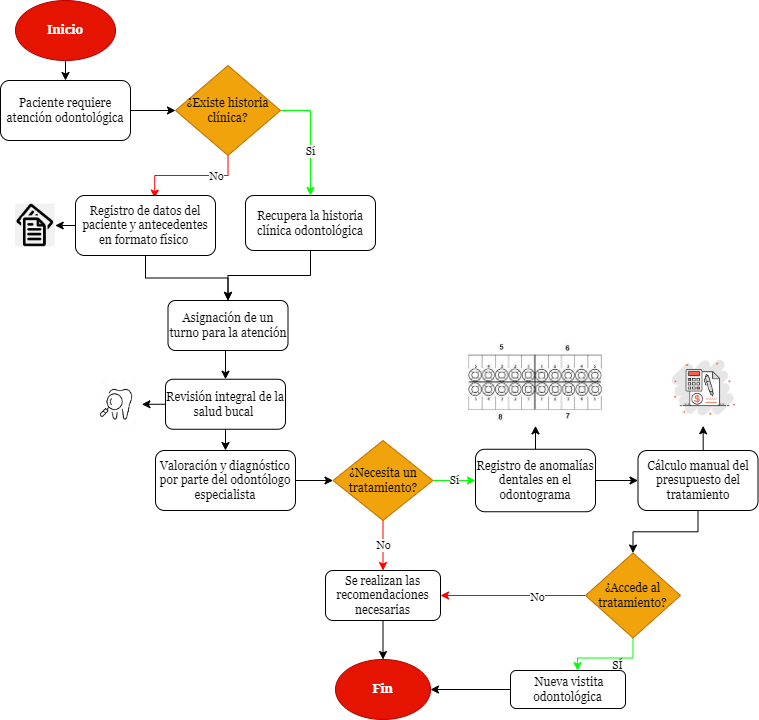 Inicio
Paciente requiere
atención odontológica
¿Existe historia
clínica?
Sí
No
Registro de datos del
paciente y antecedentes
en formato físico
Recupera la historia
clínica odontológica
Asignación de un
turno para la atención
Revisión integral de la
salud bucal
Valoración y diagnóstico
por parte del odontólogo
especialista
¿Necesita un
tratamiento?
Sí
No
5 6
8 7
Registro de anomalías
dentales en el
odontograma
Cálculo manual del
presupuesto del
tratamiento
¿Accede al
tratamiento?
No
SÍ
Se realizan las
recomendaciones
necesarias
Nueva vistita
odontológica
Fin